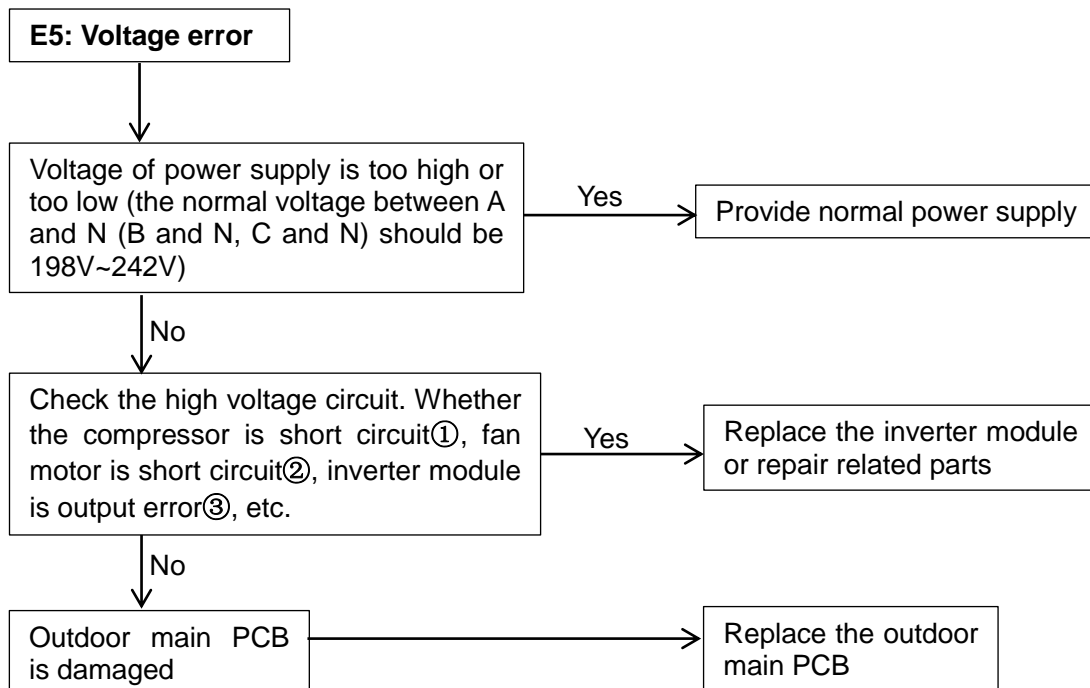 E5: Voltage error
Voltage of power supply is too high or
too low (the normal voltage between A
and N (B and N, C and N) should be
198V~242V)
Yes
Provide normal power supply
No
Check the high voltage circuit. Whether
the compressor is short circuit①, fan
motor is short circuit②, inverter module
is output error③, etc.
Yes
Replace the inverter module
or repair related parts
No
Outdoor main PCB
is damaged
Replace the outdoor
main PCB